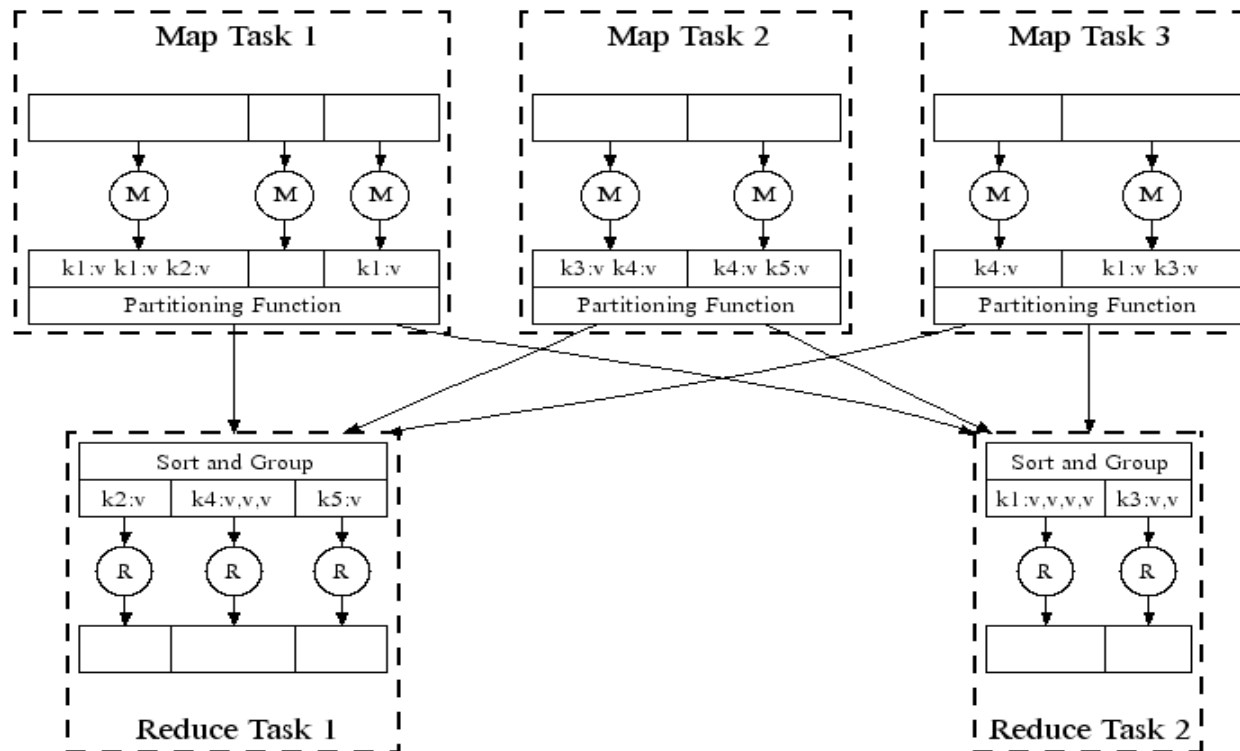 Map Task 1
Map Task 2
Map Task 3
M
M
M
M
M
M
M
k1:v k1:v k2:v
k1:v
k3:v k4:v
k4:v k5:v
k4:v
k1:v k3:v
Partitioning Function
Partitioning Function
Partitioning Function
Sort and Group
Sort and Group
k2:v
k4:v,v,v
k5:v
k1:v,v,v,v
k3:v,v
R
R
R
R
R
Reduce Task 1
Reduce Task 2